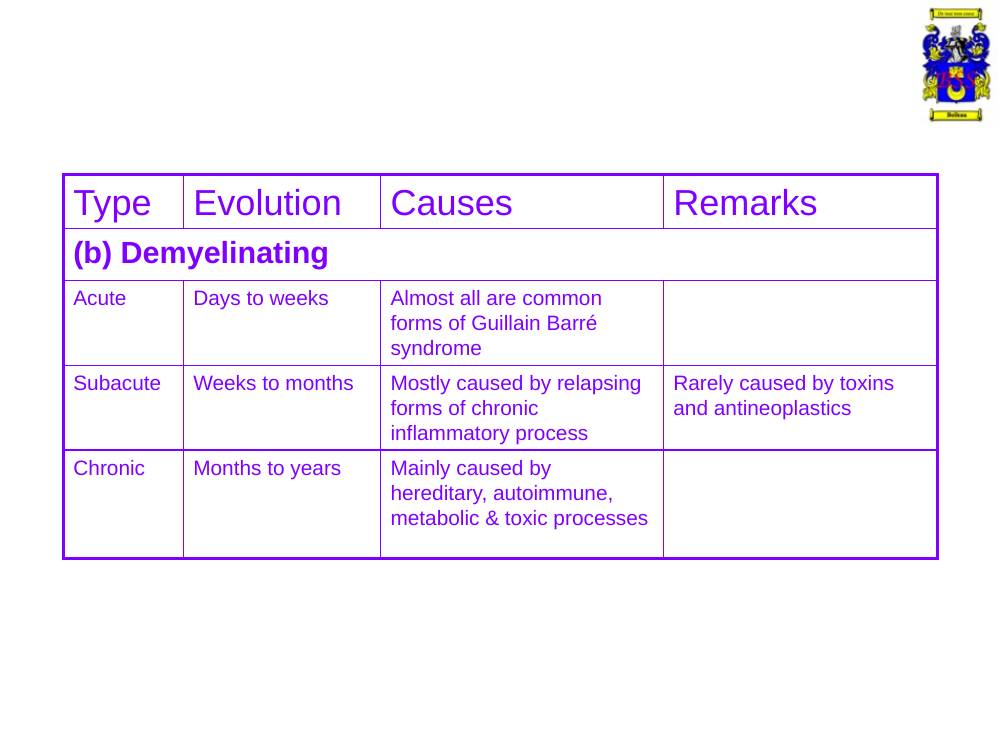 Type Evolution Causes Remarks
(b) Demyelinating
Acute Days to weeks Almost all are common
forms of Guillain Barré
syndrome
Subacute Weeks to months Mostly caused by relapsing Rarely caused by toxins
forms of chronic and antineoplastics
inflammatory process
Chronic Months to years Mainly caused by
hereditary, autoimmune,
metabolic & toxic processes